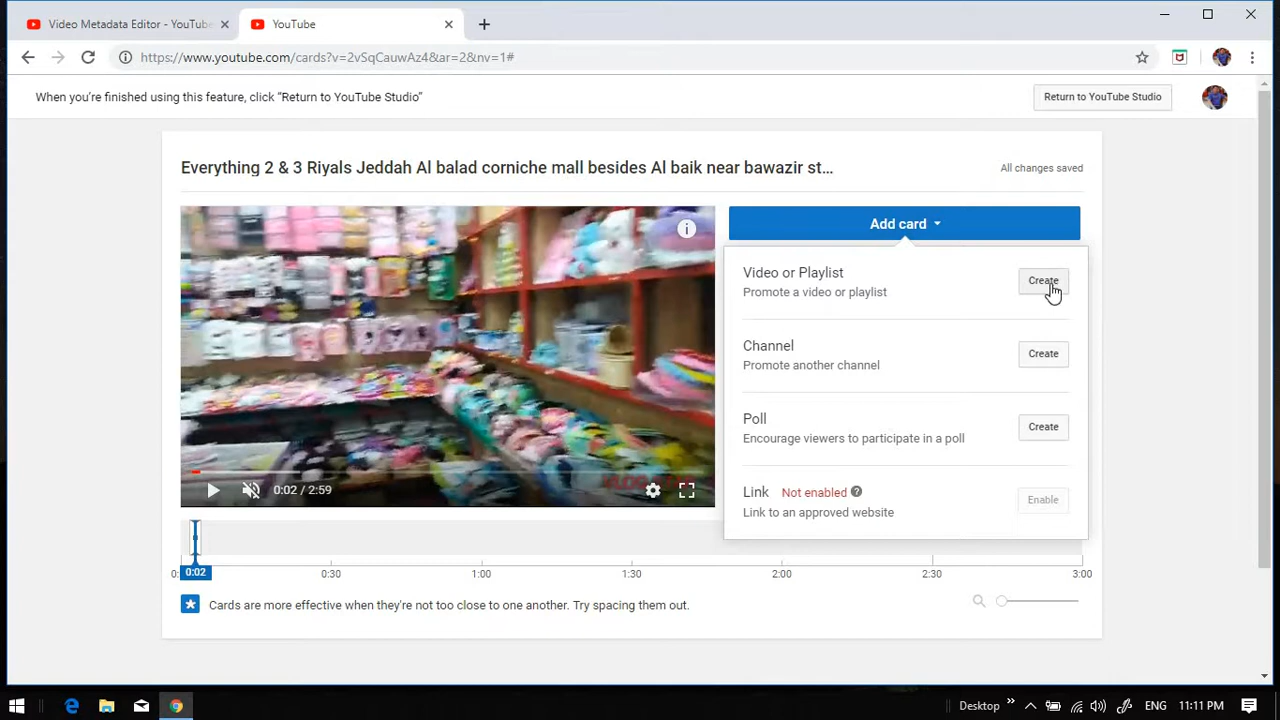 Video Metadata Editor - YouTube
YouTube
https://www.youtube.com/cards?v=2vSqCauwAz4&ar=2&nv=1#
When you're finished using this feature, click "Return to YouTube Studio"
Return to YouTube Studio
Everything 2 & 3 Riyals Jeddah Al balad corniche mall besides Al baik near bawazir st...
All changes saved
Add card
Video or Playlist
Promote a video or playlist
Create
Channel
Promote another channel
Create
Poll
Encourage viewers to participate in a poll
Create
Link Not enabled
Link to an approved website
Enable
0:02 / 2:59
0:02
0:30
1:00
1:30
2:00
2:30
3:00
Cards are more effective when they're not too close to one another. Try spacing them out.
Desktop
ENG
11:11 PM